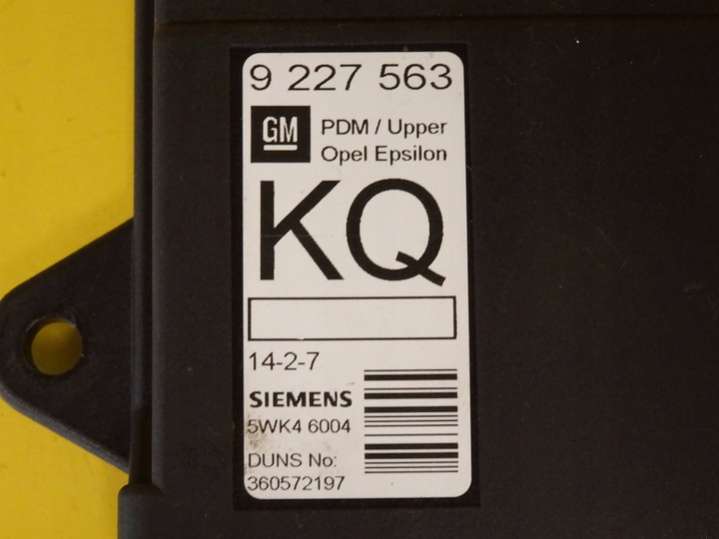 9 227 563
GM PDM / Upper
Opel Epsilon
KQ
14-2-7
SIEMENS
5WK4 6004
DUNS No:
360572197